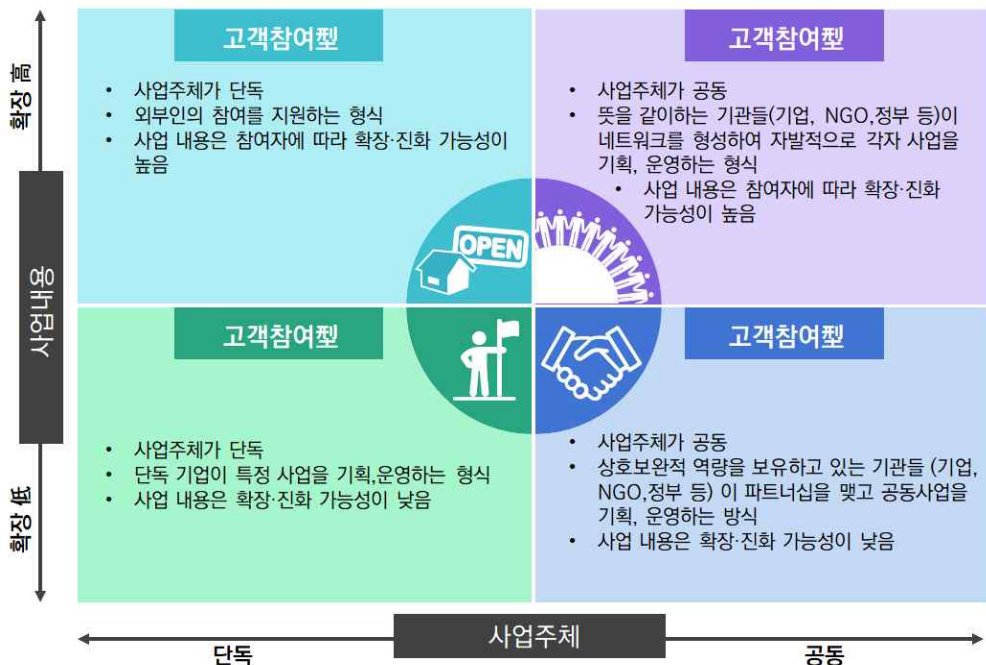 확장 高
사업내용
확장 低
고객참여型
• 사업주체가 단독
• 외부인의 참여를 지원하는 형식
• 사업 내용은 참여자에 따라 확장·진화 가능성이
높음
OPEN
고객참여型
• 사업주체가 공동
• 뜻을 같이하는 기관들(기업, NGO,정부 등)이
네트워크를 형성하여 자발적으로 각자 사업을
기획, 운영하는 형식
• 사업 내용은 참여자에 따라 확장·진화
가능성이 높음
고객참여型
• 사업주체가 단독
• 단독 기업이 특정 사업을 기획,운영하는 형식
• 사업 내용은 확장·진화 가능성이 낮음
고객참여型
• 사업주체가 공동
• 상호보완적 역량을 보유하고 있는 기관들 (기업,
NGO,정부 등) 이 파트너십을 맺고 공동사업을
기획, 운영하는 방식
• 사업 내용은 확장·진화 가능성이 낮음
단독
사업주체
공동